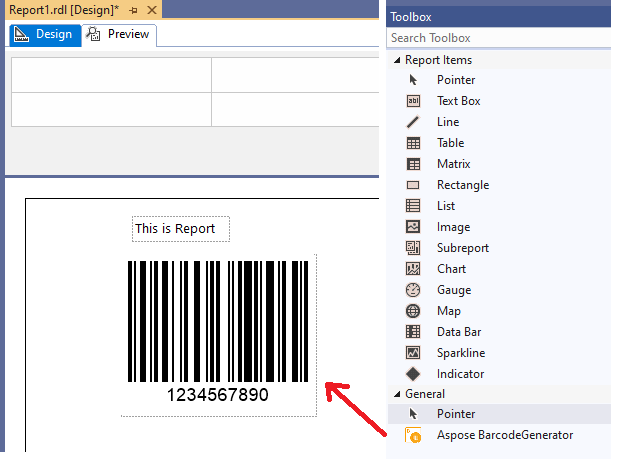 Report1.rdl [Design]*
Design
Preview
This is Report
1234567890
Toolbox
Search Toolbox
Report Items
Pointer
Text Box
Line
Table
Matrix
Rectangle
List
Image
Subreport
Chart
Gauge
Map
Data Bar
Sparkline
Indicator
General
Pointer
Aspose BarcodeGenerator